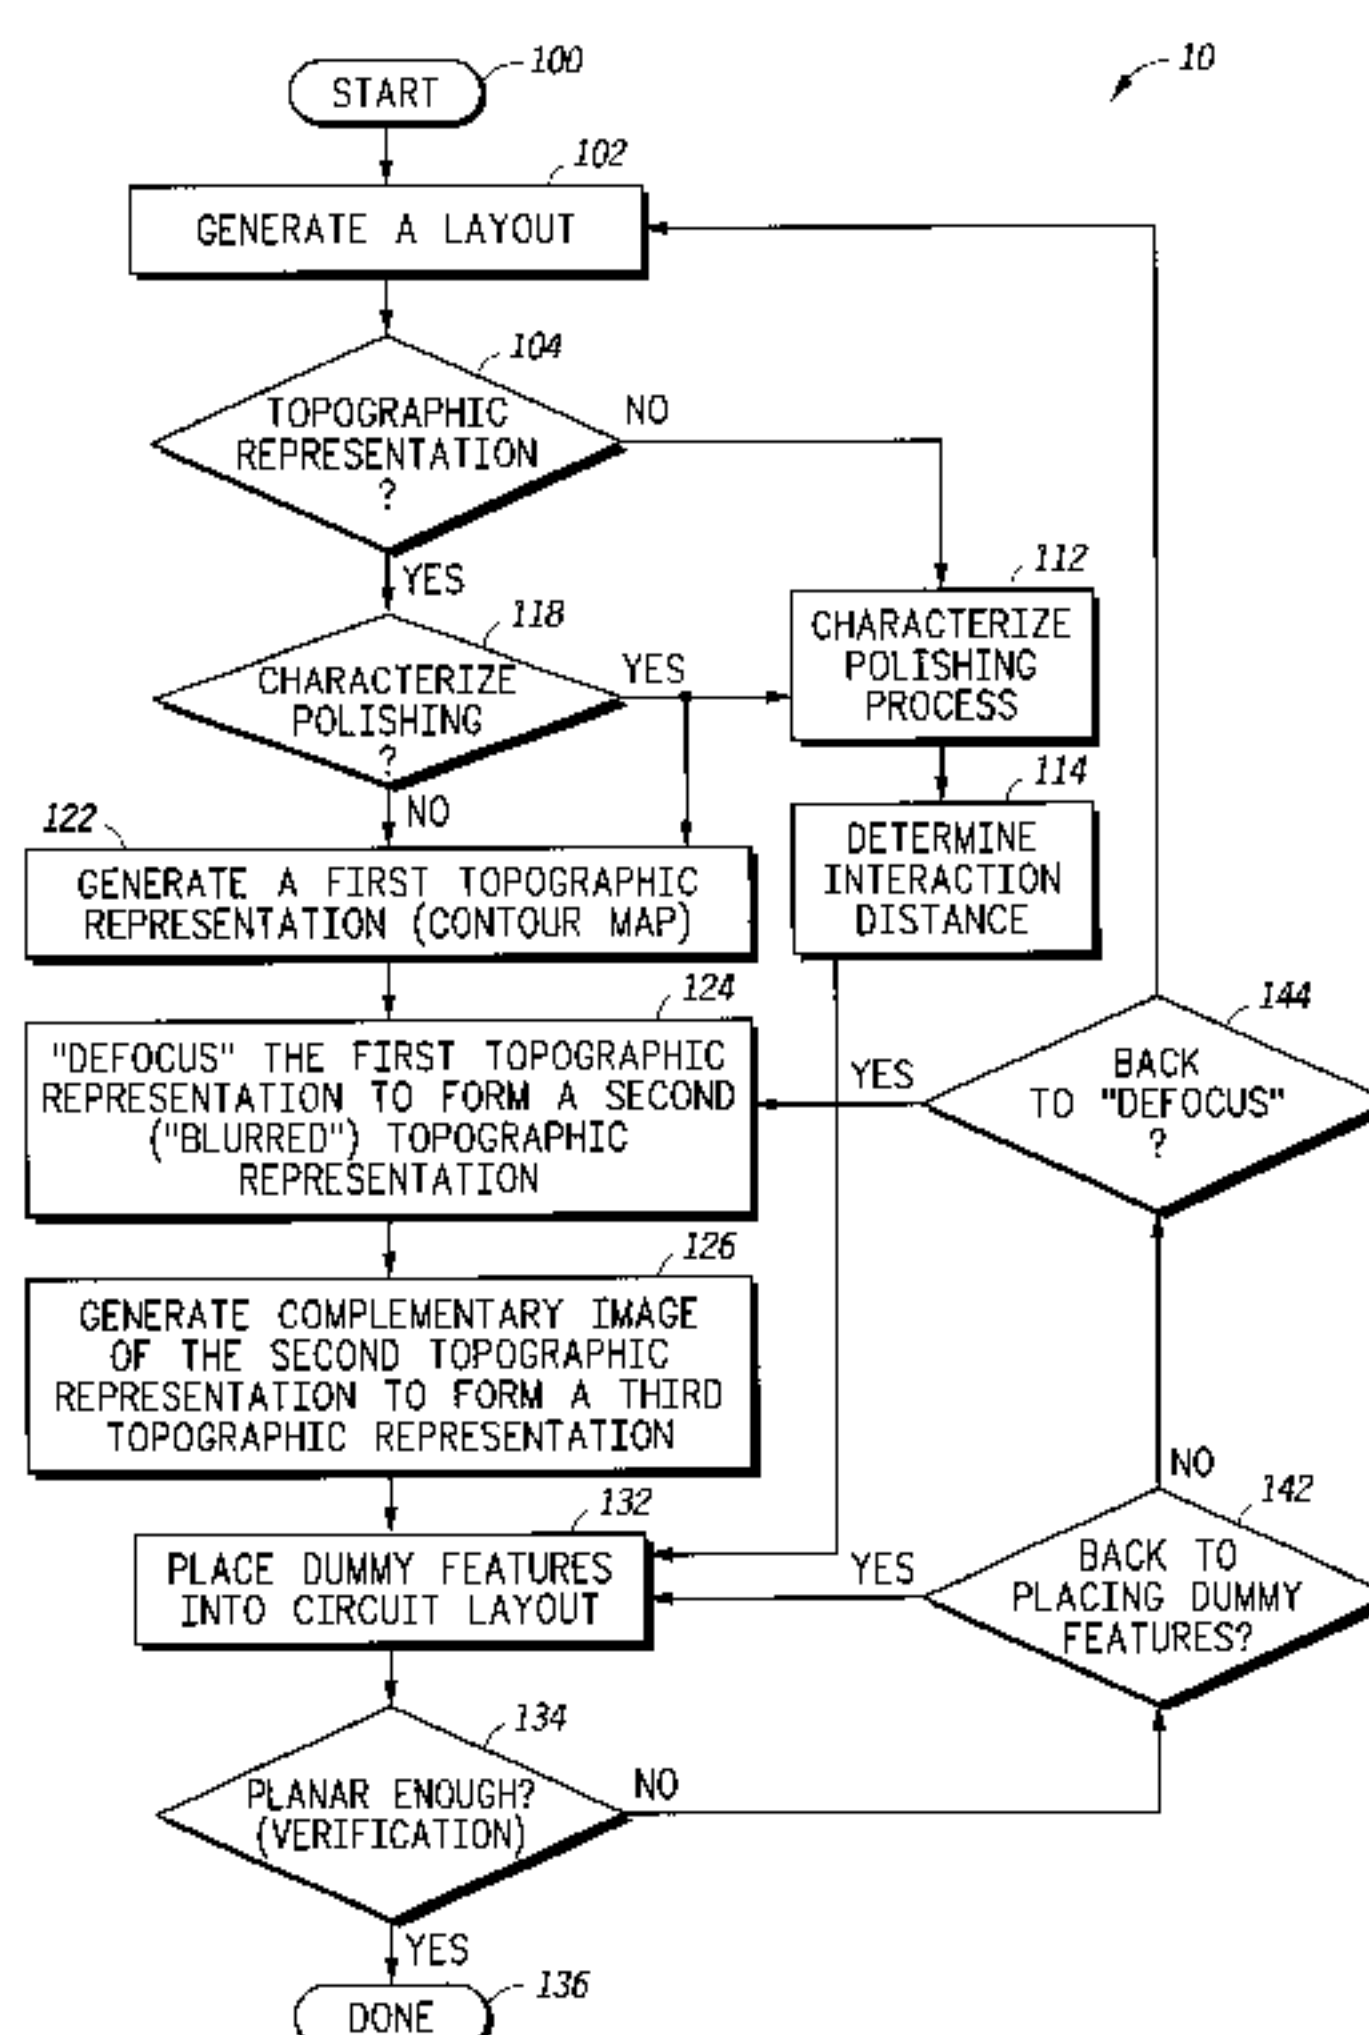 100
10
START
102
GENERATE A LAYOUT
104
TOPOGRAPHIC
REPRESENTATION
?
NO
YES
112
CHARACTERIZE
POLISHING
PROCESS
118
CHARACTERIZE
POLISHING
?
YES
NO
114
DETERMINE
INTERACTION
DISTANCE
122
GENERATE A FIRST TOPOGRAPHIC
REPRESENTATION (CONTOUR MAP)
124
"DEFOCUS" THE FIRST TOPOGRAPHIC
REPRESENTATION TO FORM A SECOND
("BLURRED") TOPOGRAPHIC
REPRESENTATION
144
BACK
TO "DEFOCUS"
?
YES
126
GENERATE COMPLEMENTARY IMAGE
OF THE SECOND TOPOGRAPHIC
REPRESENTATION TO FORM A THIRD
TOPOGRAPHIC REPRESENTATION
NO
132
PLACE DUMMY FEATURES
INTO CIRCUIT LAYOUT
YES
142
BACK TO
PLACING DUMMY
FEATURES?
134
PLANAR ENOUGH?
(VERIFICATION)
NO
YES
136
DONE